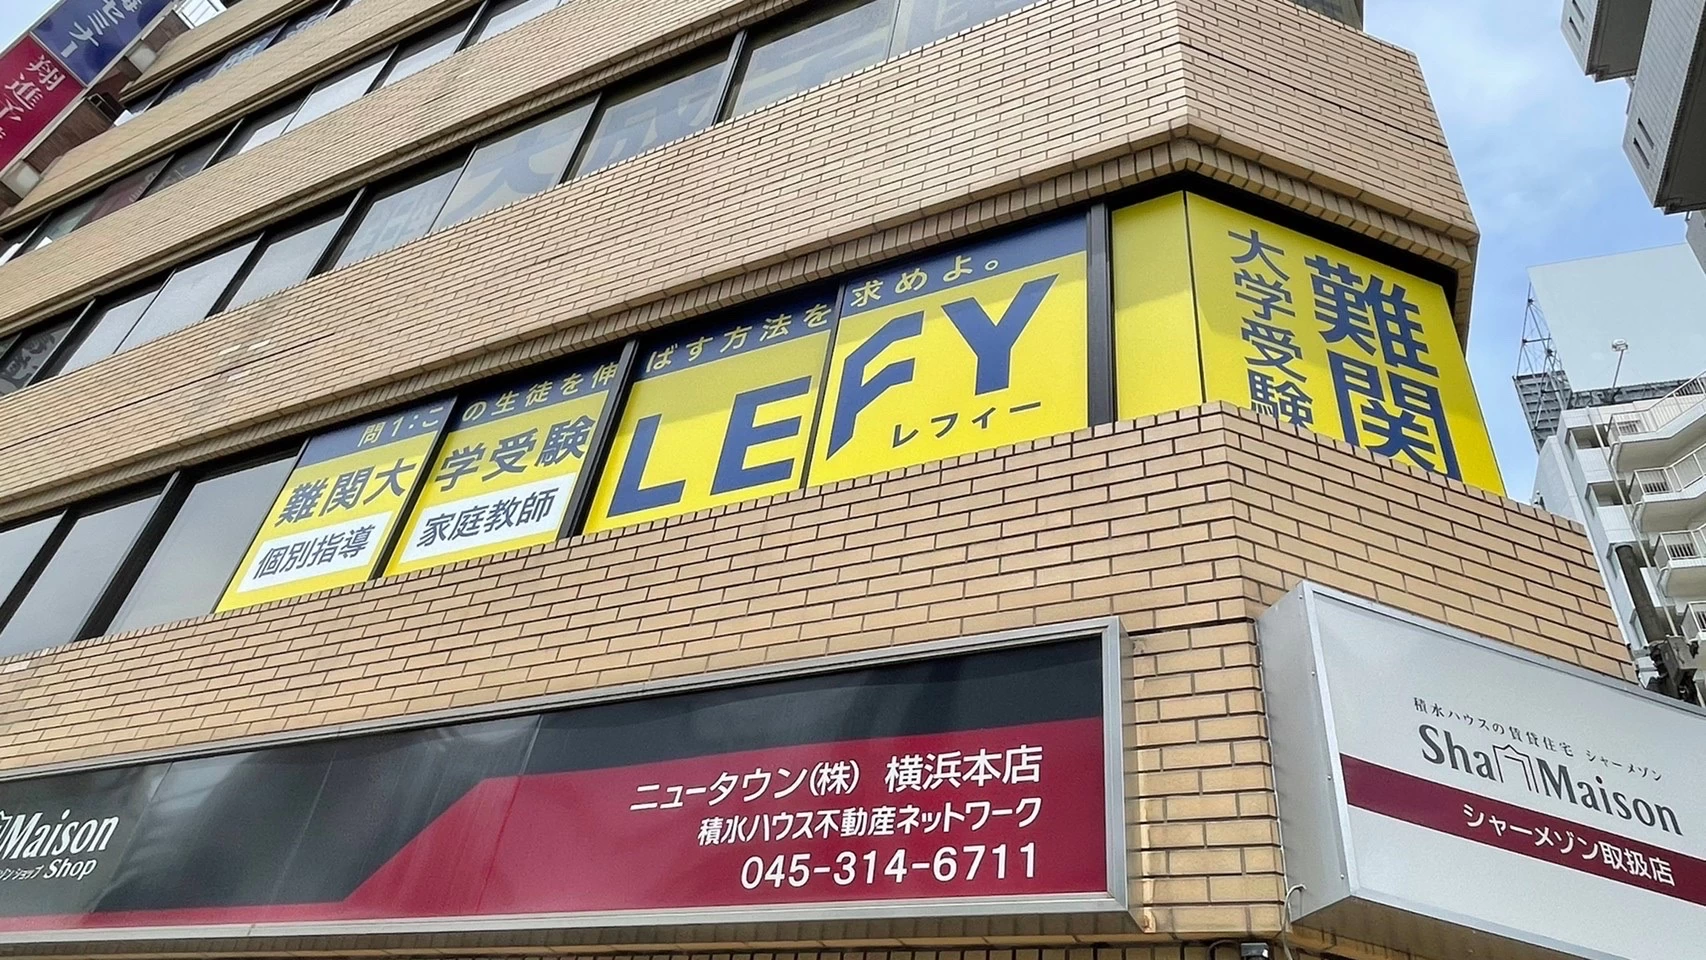 問1:この生徒を伸ばす方法を求めよ。
難関大学受験
個別指導
家庭教師
LEFY
レフィー
難関
大学受験
ニュータウン(株) 横浜本店
積水ハウス不動産ネットワーク
045-314-6711
Maison
Shop
積水ハウスの賃貸住宅 シャーメゾン
Sha Maison
シャーメゾン取扱店